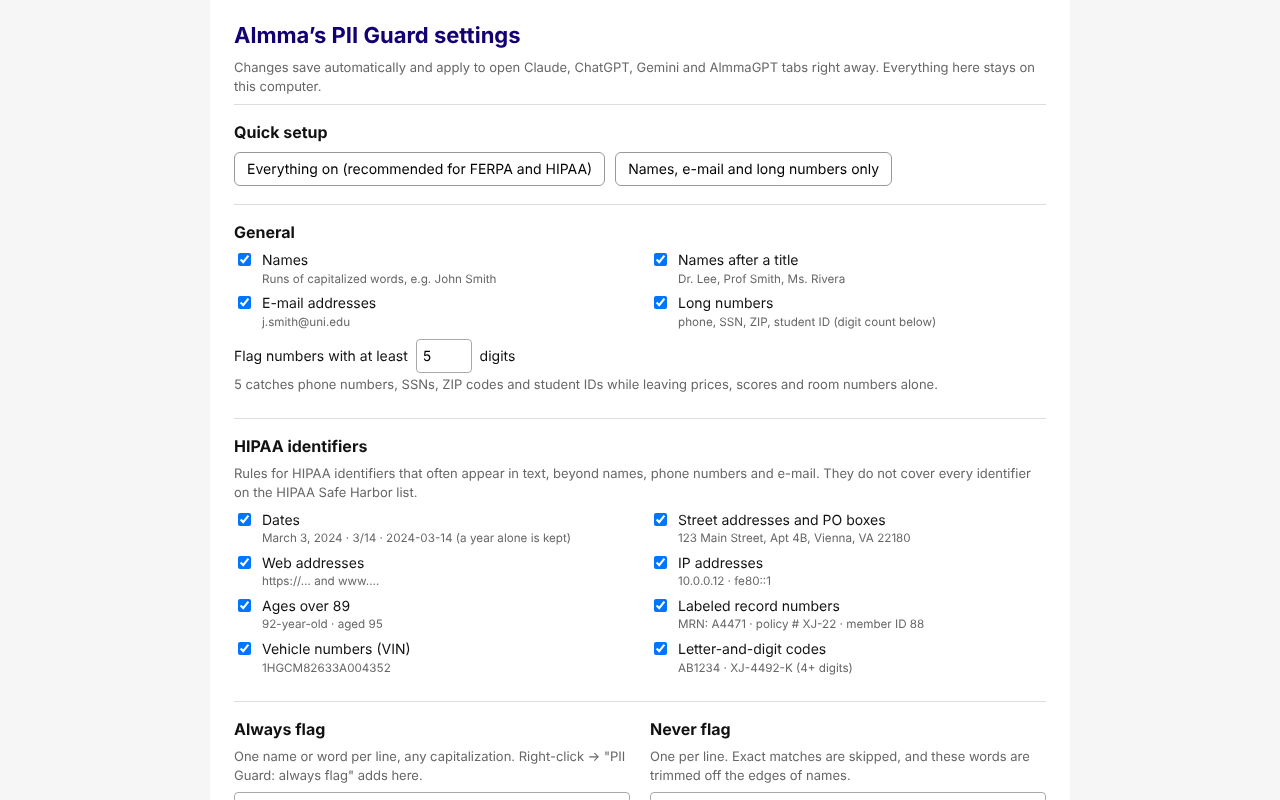 AImma's PII Guard settings
Changes save automatically and apply to open Claude, ChatGPT, Gemini and AImmaGPT tabs right away. Everything here stays on
this computer.
Quick setup
Everything on (recommended for FERPA and HIPAA)
Names, e-mail and long numbers only
General
Names
Runs of capitalized words, e.g. John Smith
Names after a title
Dr. Lee, Prof Smith, Ms. Rivera
E-mail addresses
j.smith@uni.edu
Long numbers
phone, SSN, ZIP, student ID (digit count below)
Flag numbers with at least 5 digits
5 catches phone numbers, SSNs, ZIP codes and student IDs while leaving prices, scores and room numbers alone.
HIPAA identifiers
Rules for HIPAA identifiers that often appear in text, beyond names, phone numbers and e-mail. They do not cover every identifier
on the HIPAA Safe Harbor list.
Dates
March 3, 2024 · 3/14 · 2024-03-14 (a year alone is kept)
Street addresses and PO boxes
123 Main Street, Apt 4B, Vienna, VA 22180
Web addresses
https://... and www....
IP addresses
10.0.0.12 · fe80::1
Ages over 89
92-year-old · aged 95
Labeled record numbers
MRN: A4471 · policy # XJ-22 · member ID 88
Vehicle numbers (VIN)
1HGCM82633A004352
Letter-and-digit codes
AB1234 · XJ-4492-K (4+ digits)
Always flag
One name or word per line, any capitalization. Right-click → "PII
Guard: always flag" adds here.
Never flag
One per line. Exact matches are skipped, and these words are
trimmed off the edges of names.